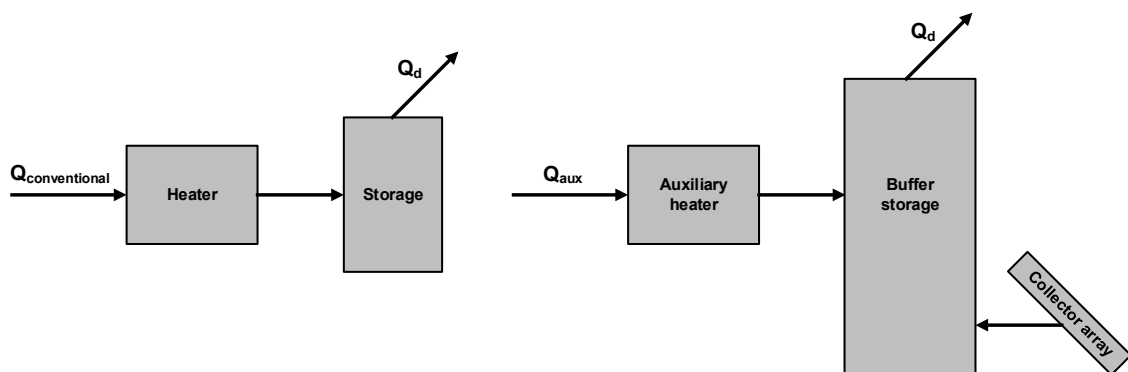 Qd
Qconventional
Heater
Storage
Qd
Qaux
Auxiliary
heater
Buffer
storage
Collector array